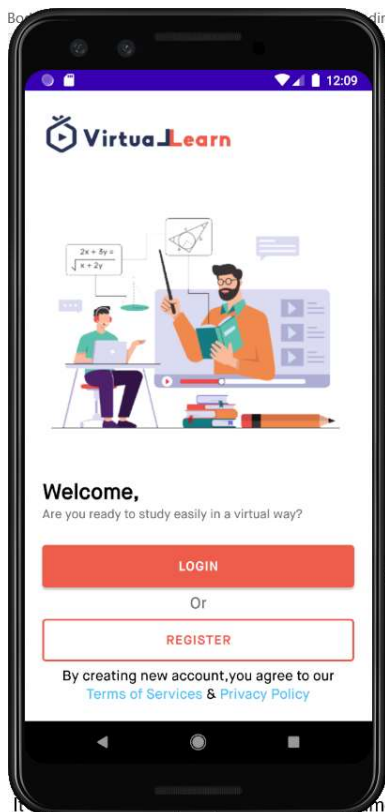 12:09
VirtualLearn
2x + 3y =
x + 2y
Welcome,
Are you ready to study easily in a virtual way?
LOGIN
Or
REGISTER
By creating new account,you agree to our
Terms of Services & Privacy Policy